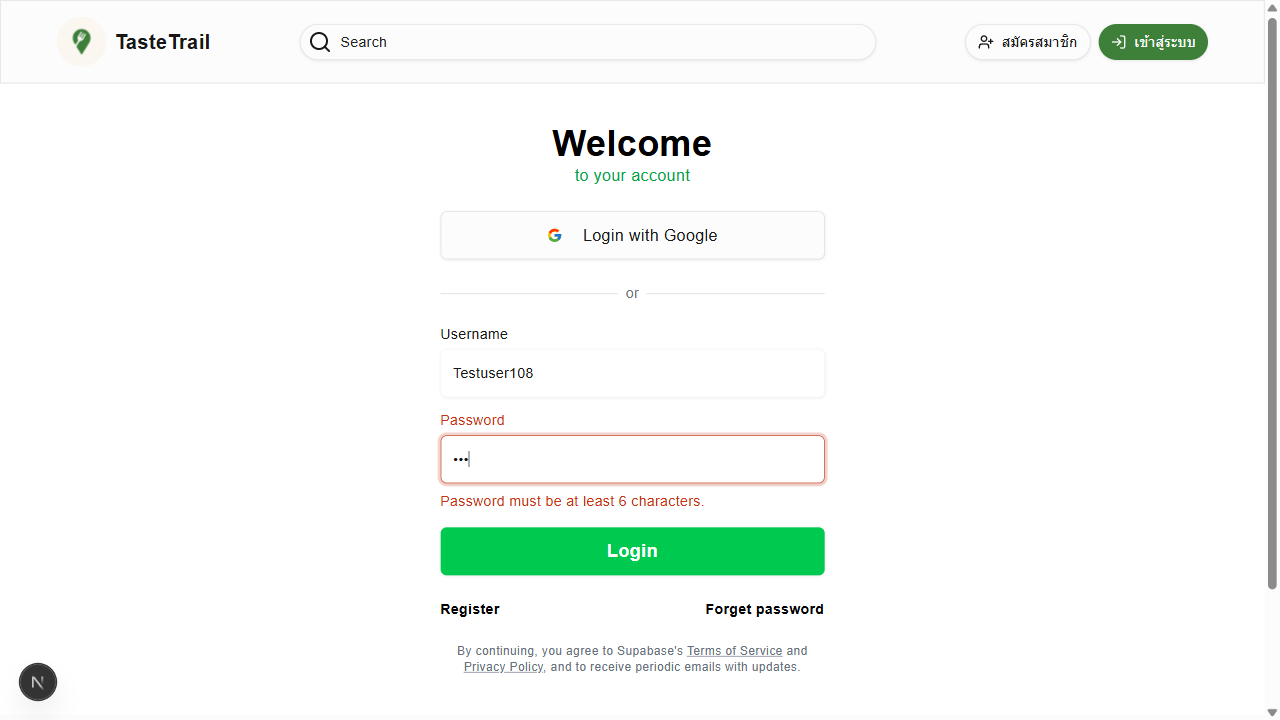 TasteTrail
Search
สมัครสมาชิก
เข้าสู่ระบบ
Welcome
to your account
Login with Google
or
Username
Testuser108
Password
•••
Password must be at least 6 characters.
Login
Register
Forget password
By continuing, you agree to Supabase's Terms of Service and
Privacy Policy, and to receive periodic emails with updates.
N